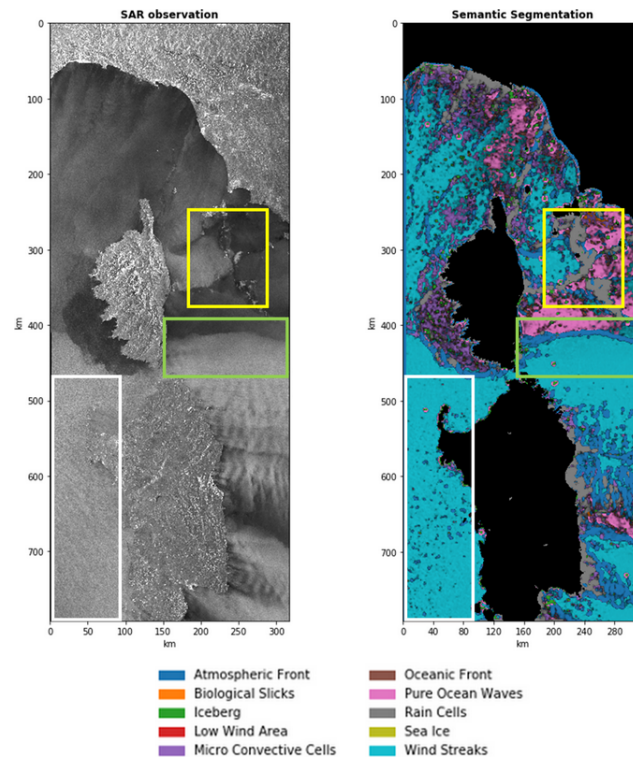 SAR observation
Semantic Segmentation
0
100
200
300
400
500
600
700
km
0 50 100 150 200 250 300
km
0
100
200
300
400
500
600
700
km
0 40 80 120 160 200 240 280
km
Atmospheric Front
Biological Slicks
Iceberg
Low Wind Area
Micro Convective Cells
Oceanic Front
Pure Ocean Waves
Rain Cells
Sea Ice
Wind Streaks